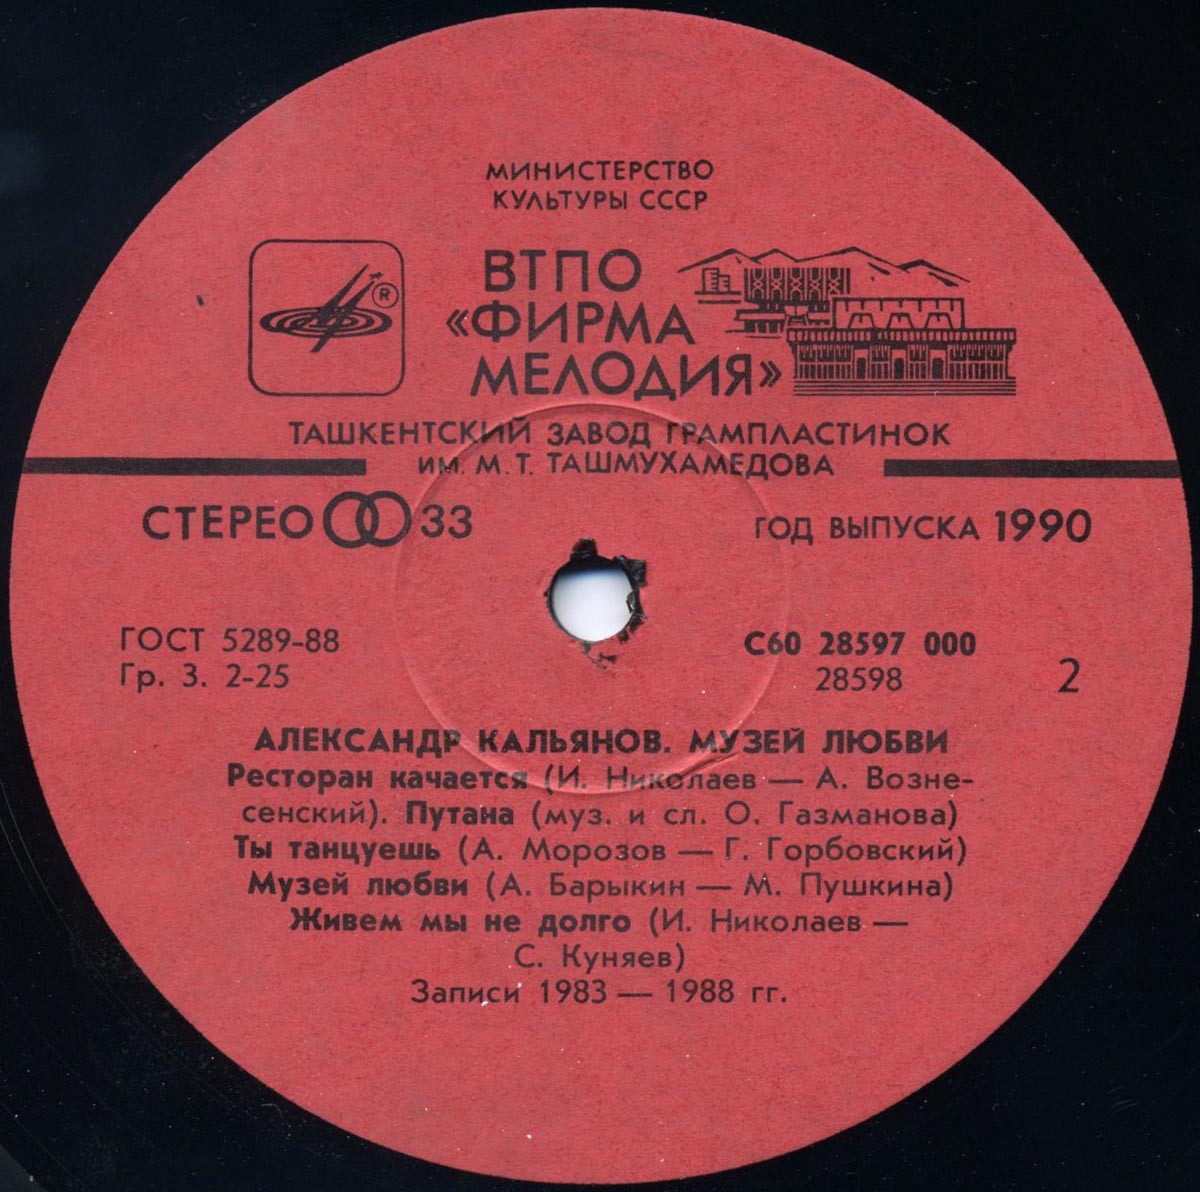 МИНИСТЕРСТВО
КУЛЬТУРЫ СССР
ВТПО
«ФИРМА
МЕЛОДИЯ»
®
ТАШКЕНТСКИЙ ЗАВОД ГРАМПЛАСТИНОК
ИМ. М. Т. ТАШМУХАМЕДОВА
СТЕРЕО 33
ГОД ВЫПУСКА 1990
ГОСТ 5289-88
Гр. 3. 2-25
С60 28597 000
28598
2
АЛЕКСАНДР КАЛЬЯНОВ. МУЗЕЙ ЛЮБВИ
Ресторан качается (И. Николаев — А. Возне-
сенский). Путана (муз. и сл. О. Газманова)
Ты танцуешь (А. Морозов — Г. Горбовский)
Музей любви (А. Барыкин — М. Пушкина)
Живем мы не долго (И. Николаев —
С. Куняев)
Записи 1983 — 1988 гг.